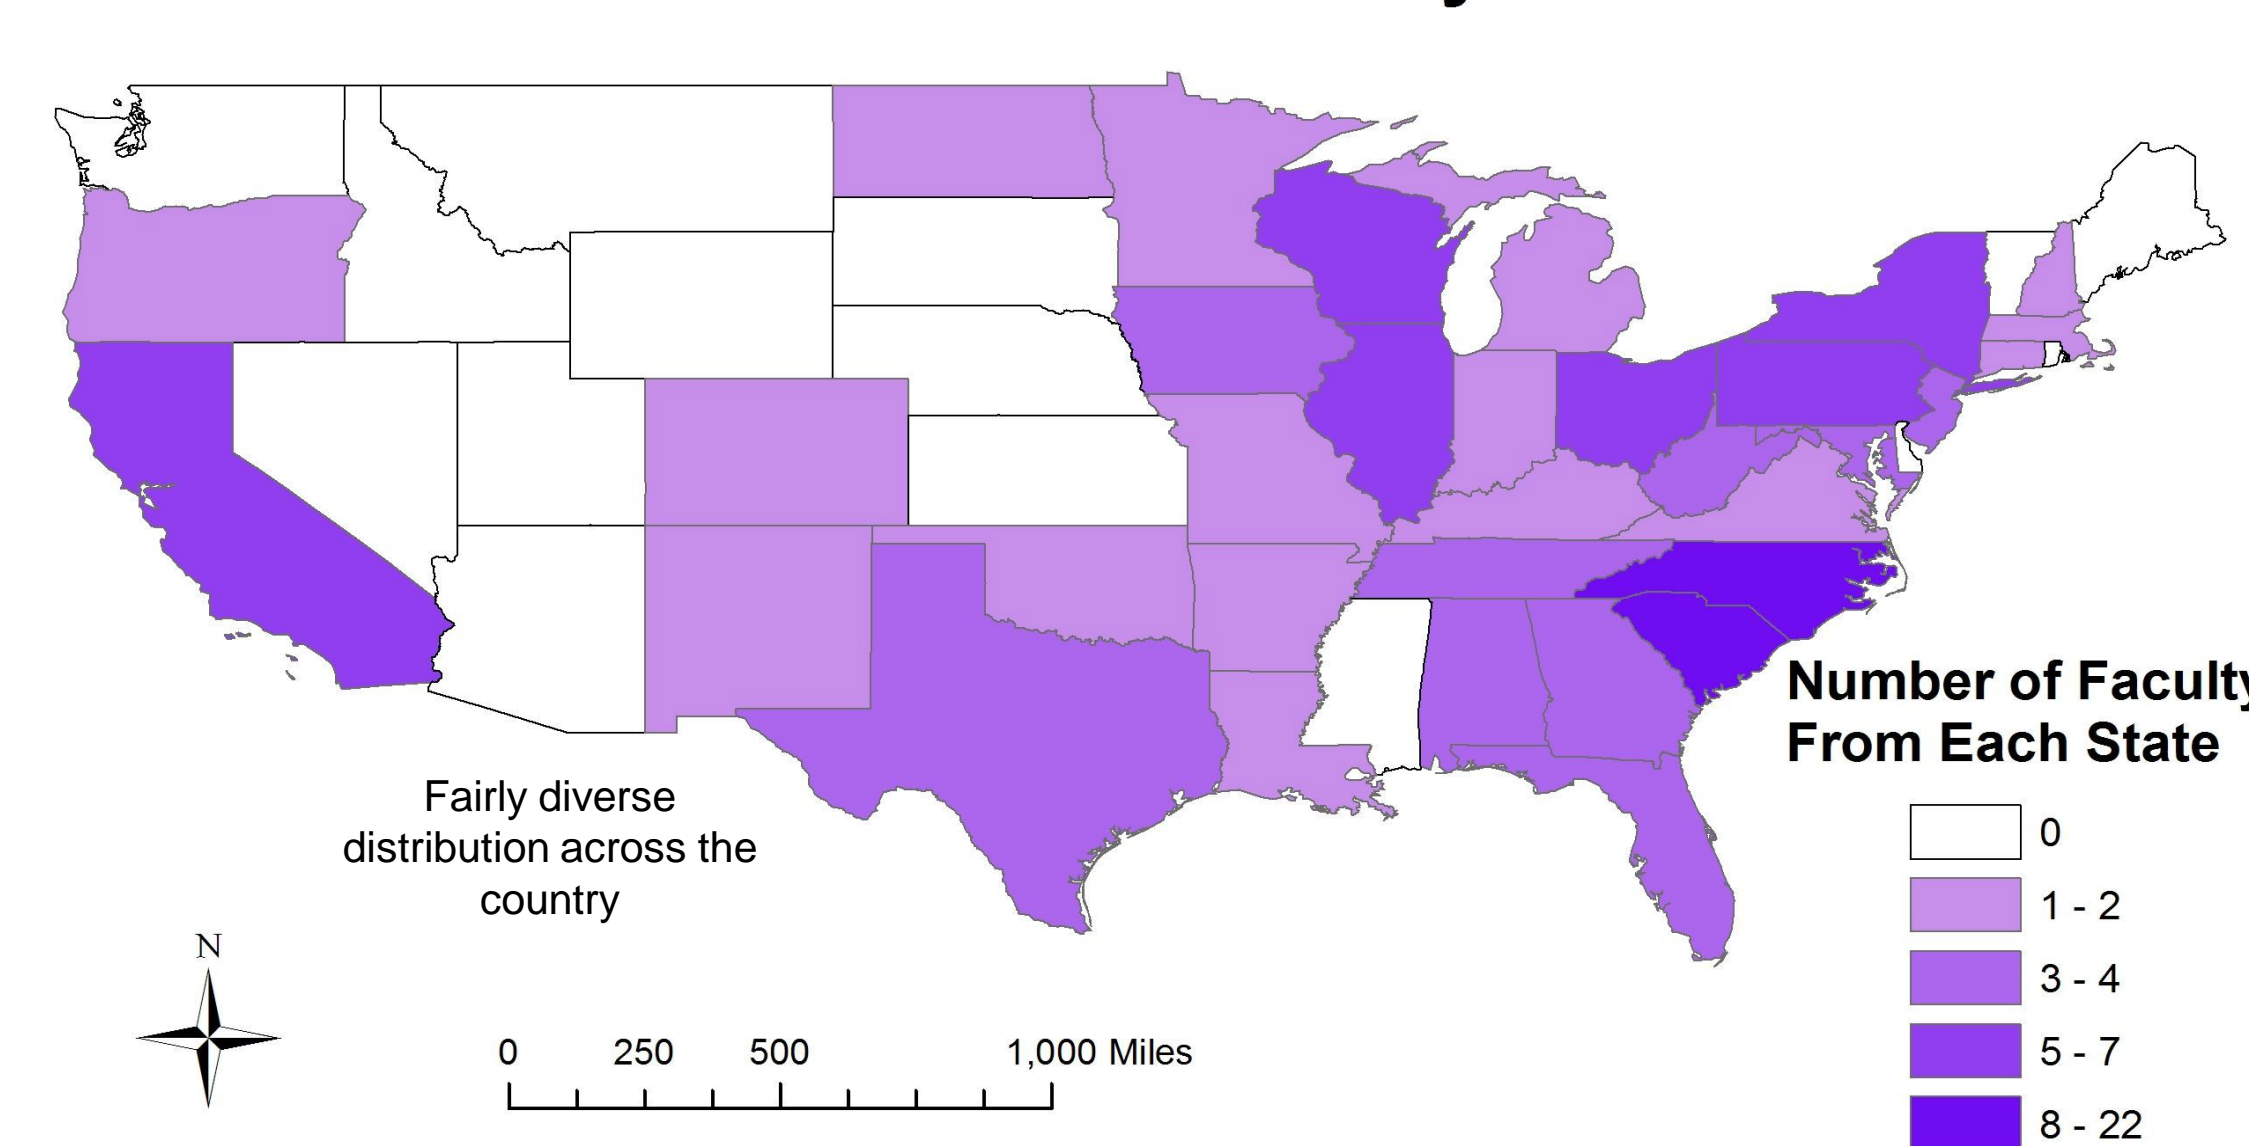 Fairly diverse
distribution across the
country
N
0 250 500 1,000 Miles
Number of Faculty
From Each State
0
1 - 2
3 - 4
5 - 7
8 - 22